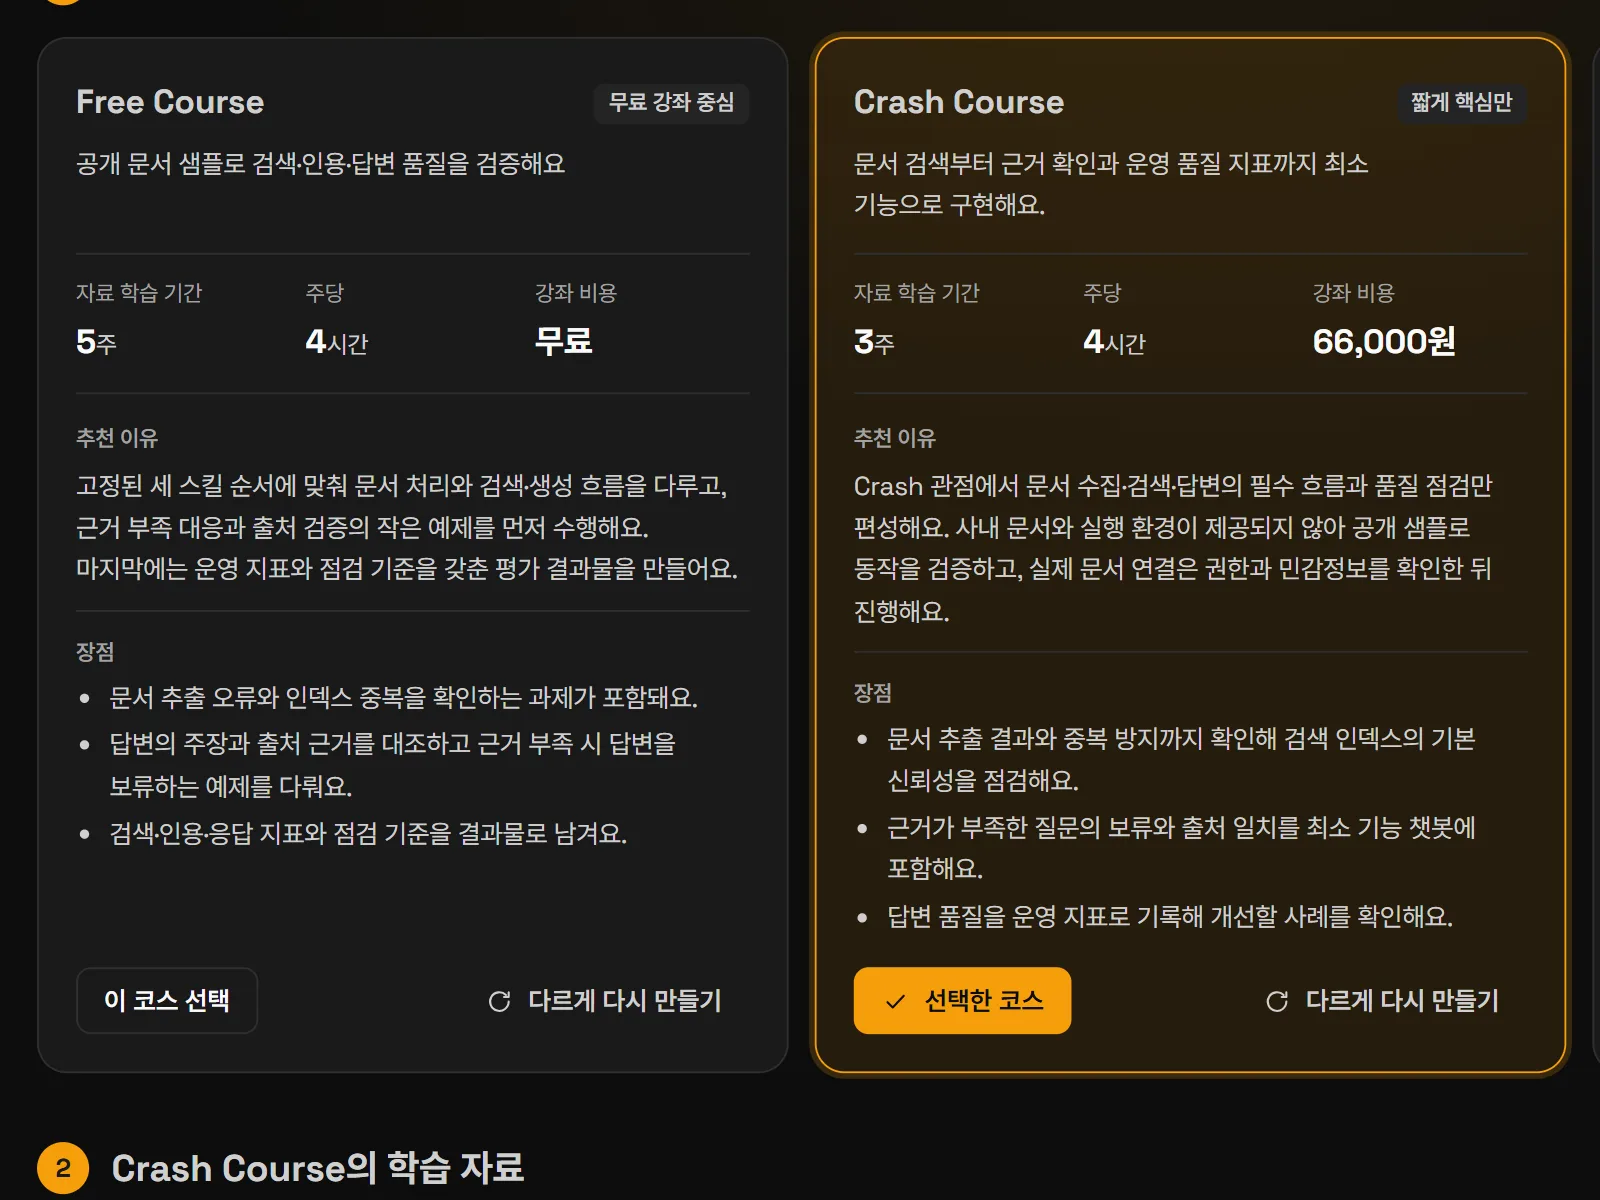 Free Course
무료 강좌 중심
공개 문서 샘플로 검색·인용·답변 품질을 검증해요
자료 학습 기간
주당
강좌 비용
5주
4시간
무료
추천 이유
고정된 세 스킬 순서에 맞춰 문서 처리와 검색·생성 흐름을 다루고,
근거 부족 대응과 출처 검증의 작은 예제를 먼저 수행해요.
마지막에는 운영 지표와 점검 기준을 갖춘 평가 결과물을 만들어요.
장점
문서 추출 오류와 인덱스 중복을 확인하는 과제가 포함돼요.
답변의 주장과 출처 근거를 대조하고 근거 부족 시 답변을
보류하는 예제를 다뤄요.
검색·인용·응답 지표와 점검 기준을 결과물로 남겨요.
이 코스 선택
다르게 다시 만들기
Crash Course
짧게 핵심만
문서 검색부터 근거 확인과 운영 품질 지표까지 최소
기능으로 구현해요.
자료 학습 기간
주당
강좌 비용
3주
4시간
66,000원
추천 이유
Crash 관점에서 문서 수집·검색·답변의 필수 흐름과 품질 점검만
편성해요. 사내 문서와 실행 환경이 제공되지 않아 공개 샘플로
동작을 검증하고, 실제 문서 연결은 권한과 민감정보를 확인한 뒤
진행해요.
장점
문서 추출 결과와 중복 방지까지 확인해 검색 인덱스의 기본
신뢰성을 점검해요.
근거가 부족한 질문의 보류와 출처 일치를 최소 기능 챗봇에
포함해요.
답변 품질을 운영 지표로 기록해 개선할 사례를 확인해요.
선택한 코스
다르게 다시 만들기
2
Crash Course의 학습 자료